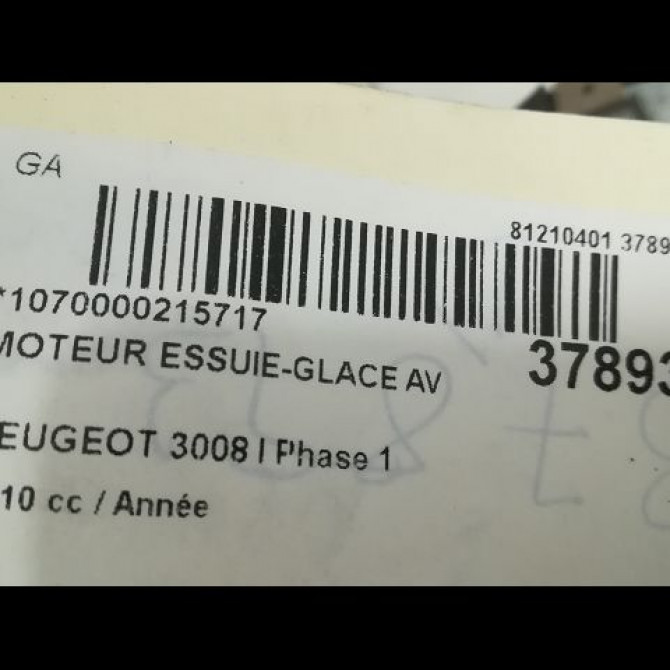 GA
81210401 3789
*1070000215717
MOTEUR ESSUIE-GLACE AV
37893
EUGEOT 3008 I Phase 1
10 cc / Année